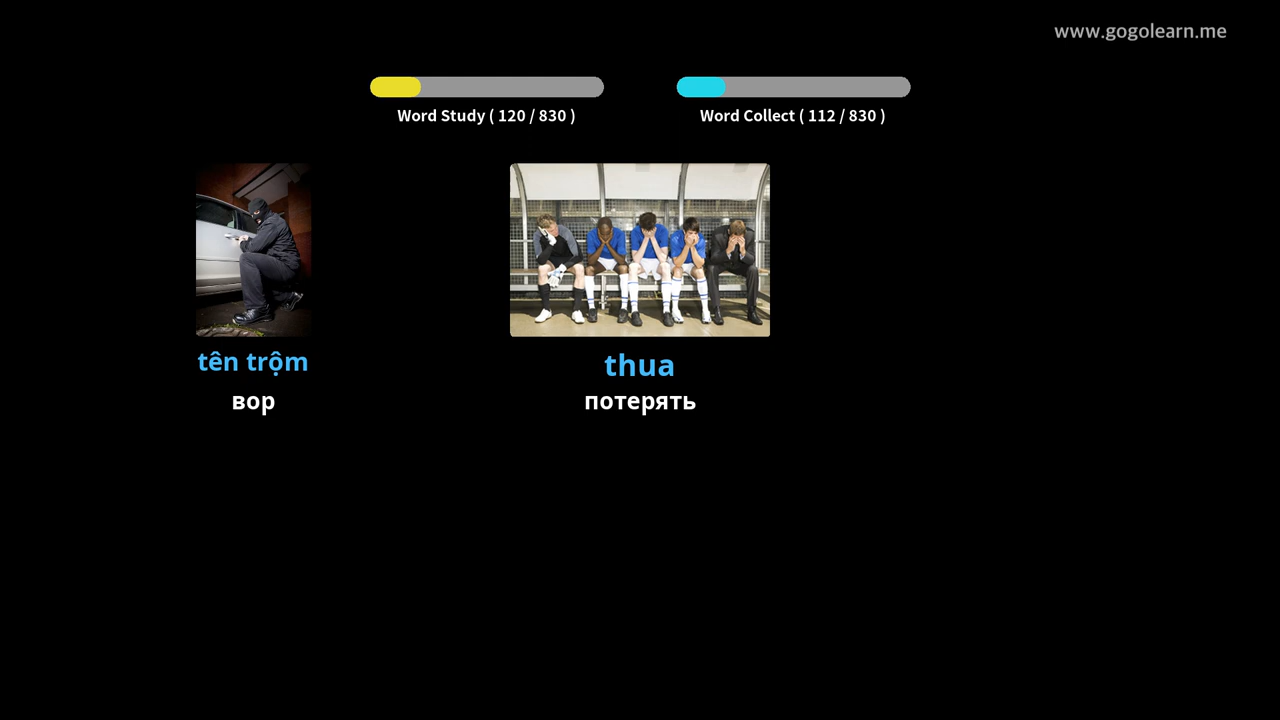 www.gogolearn.me
Word Study ( 120 / 830 )
Word Collect ( 112 / 830 )
tên trộm
вор
thua
потерять